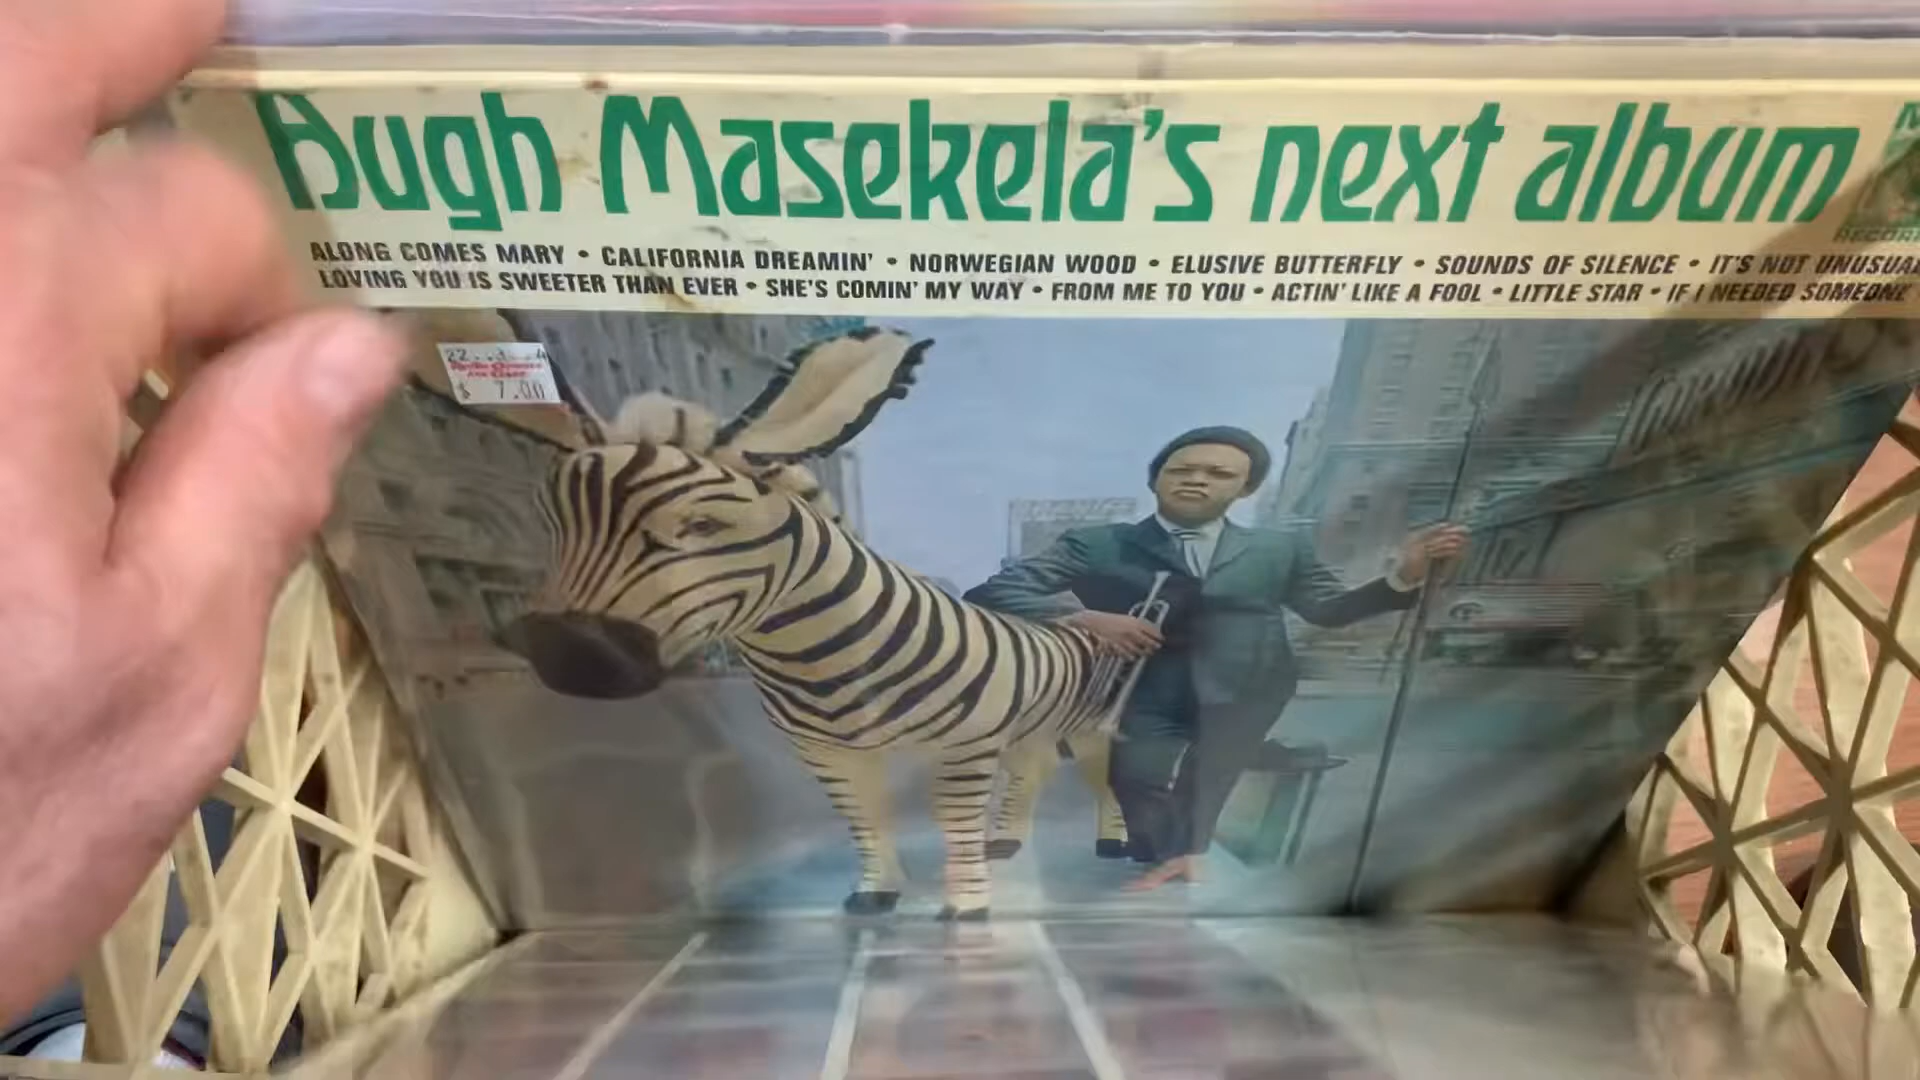 Hugh Masekela's next album
ALONG COMES MARY • CALIFORNIA DREAMIN' • NORWEGIAN WOOD • ELUSIVE BUTTERFLY • SOUNDS OF SILENCE • IT'S NOT UNUSUAL
LOVING YOU IS SWEETER THAN EVER • SHE'S COMIN' MY WAY • FROM ME TO YOU • ACTIN' LIKE A FOOL • LITTLE STAR • IF I NEEDED SOMEONE
$ 7.00